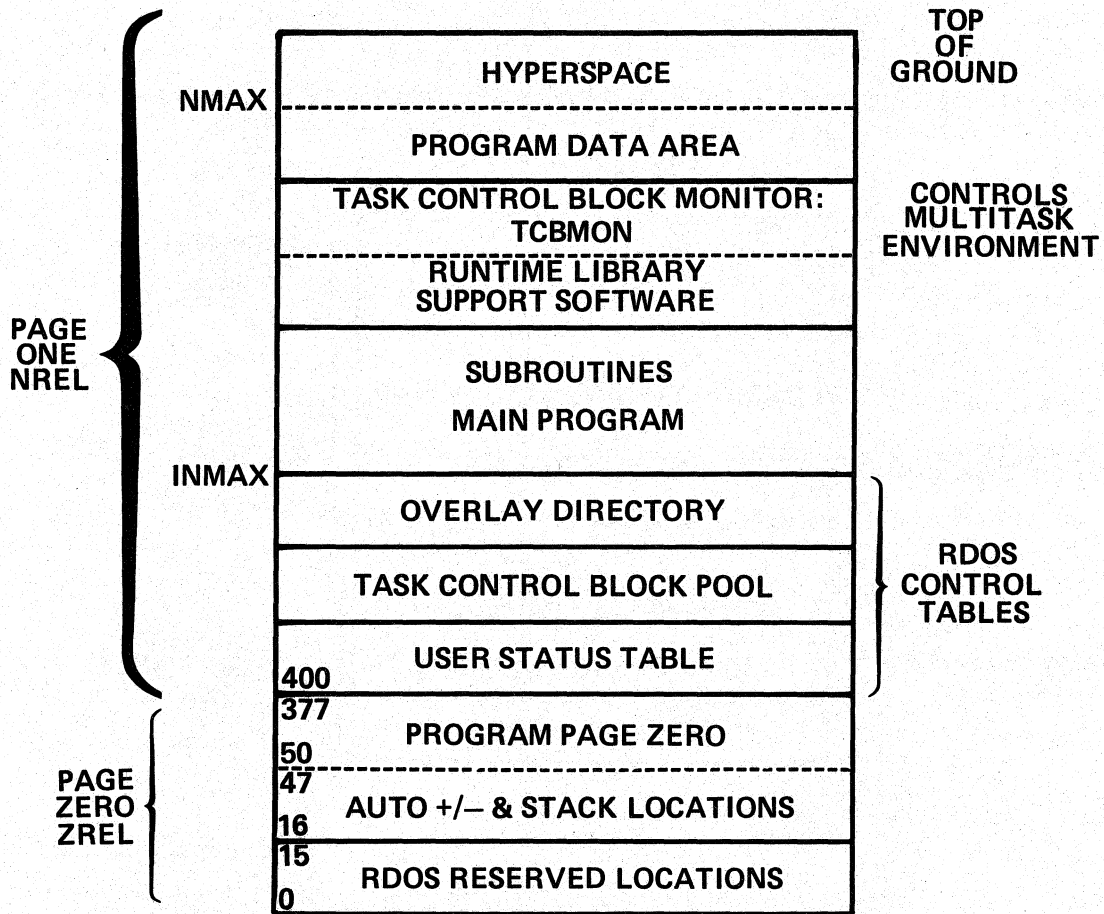 TOP
OF
GROUND
HYPERSPACE
NMAX
PROGRAM DATA AREA
TASK CONTROL BLOCK MONITOR:
TCBMON
CONTROLS
MULTITASK
ENVIRONMENT
RUNTIME LIBRARY
SUPPORT SOFTWARE
PAGE
ONE
NREL
SUBROUTINES
MAIN PROGRAM
INMAX
OVERLAY DIRECTORY
TASK CONTROL BLOCK POOL
RDOS
CONTROL
TABLES
USER STATUS TABLE
400
377
PROGRAM PAGE ZERO
50
PAGE
ZERO
ZREL
47
AUTO +/– & STACK LOCATIONS
16
15
RDOS RESERVED LOCATIONS
0